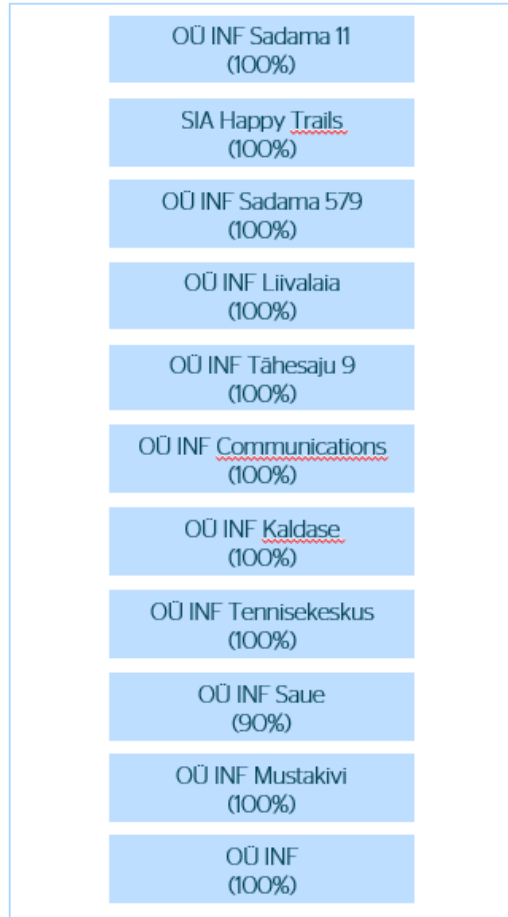 OÜ INF Sadama 11
(100%)
SIA Happy Trails
(100%)
OÜ INF Sadama 579
(100%)
OÜ INF Liivalaia
(100%)
OÜ INF Tähesaju 9
(100%)
OÜ INF Communications
(100%)
OÜ INF Kaldase
(100%)
OÜ INF Tennisekeskus
(100%)
OÜ INF Saue
(90%)
OÜ INF Mustakivi
(100%)
OÜ INF
(100%)